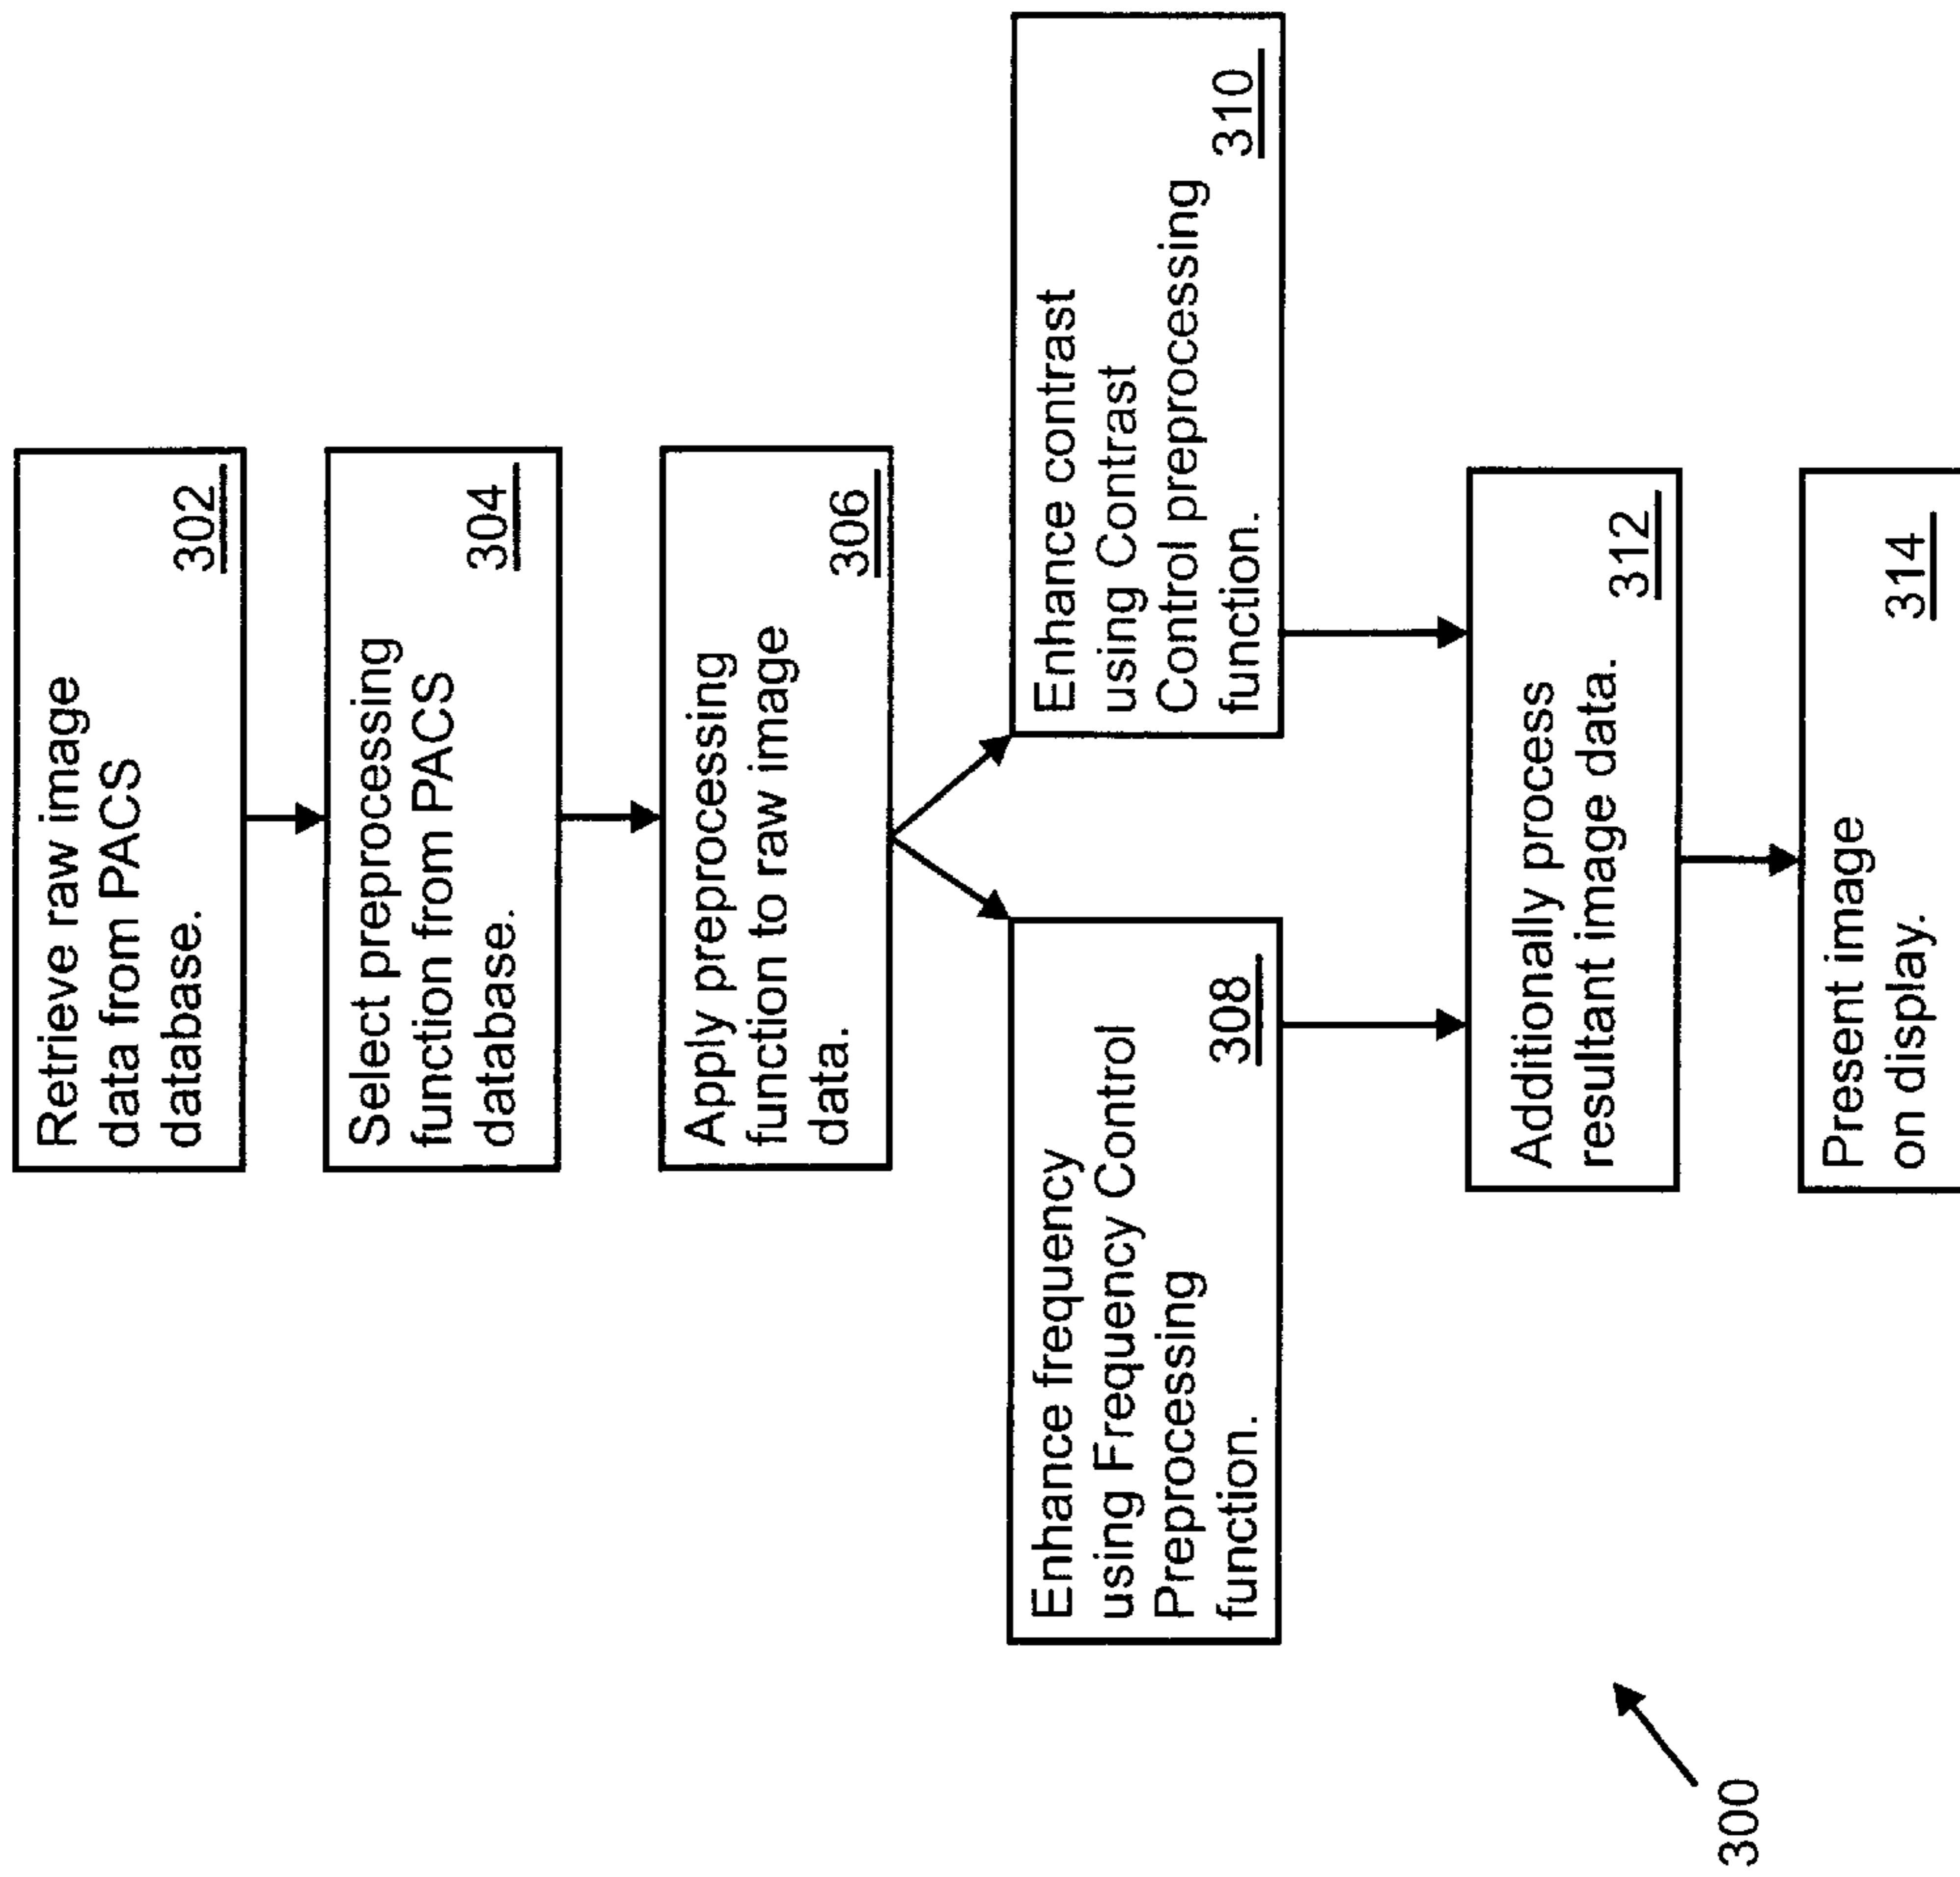 Retrieve raw image
data from PACS
database.
302
Select preprocessing
function from PACS
database.
304
Apply preprocessing
function to raw image
data.
306
Enhance frequency
using Frequency Control
Preprocessing
function.
308
Enhance contrast
using Contrast
Control preprocessing
function.
310
Additionally process
resultant image data.
312
Present image
on display.
314
300